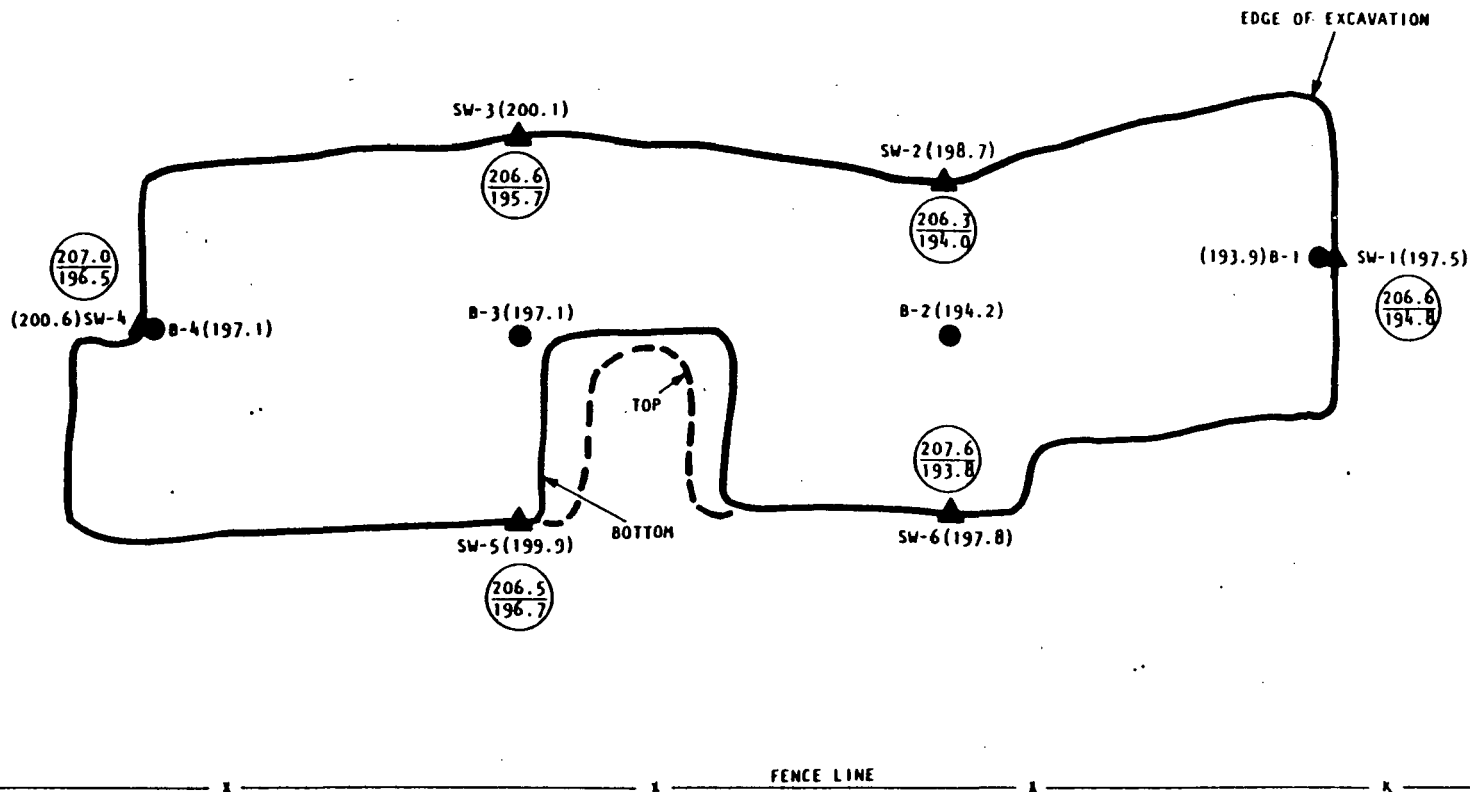 EDGE OF EXCAVATION
SW-3(200.1)
206.6
195.7
SW-2(198.7)
206.3
194.0
207.0
196.5
(193.9)B-1
SW-1(197.5)
206.6
194.8
(200.6)SW-4
B-4(197.1)
B-3(197.1)
B-2(194.2)
TOP
207.6
193.8
BOTTOM
SW-5(199.9)
SW-6(197.8)
206.5
196.7
FENCE LINE
X X X X